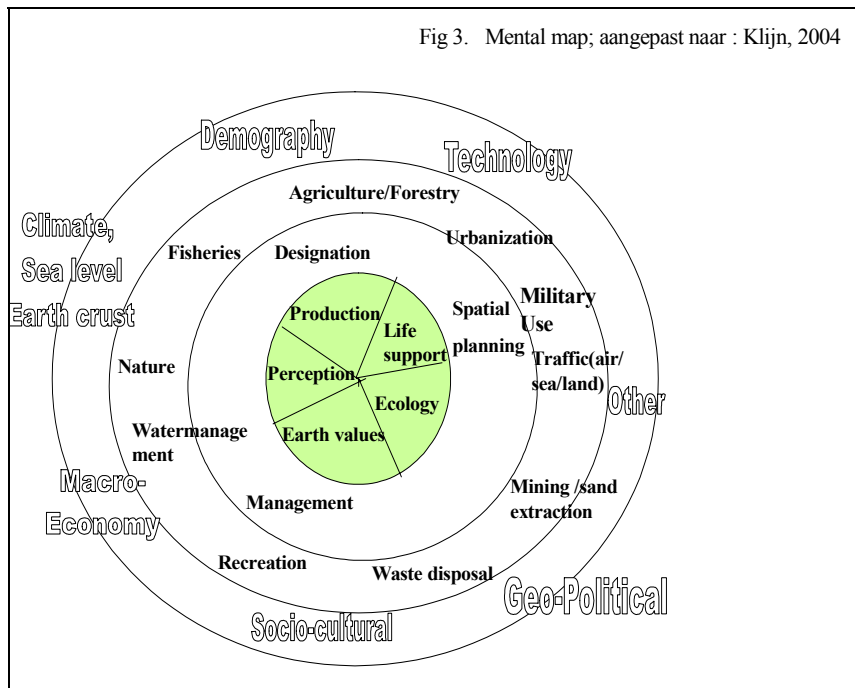 Fig 3. Mental map; aangepast naar : Klijn, 2004
Demography
Technology
Agriculture/Forestry
Climate,
Sea level
Earth crust
Fisheries
Designation
Urbanization
Military
Use
Spatial
planning
Production
Life
support
Traffic(air/
sea/land)
Nature
Perception
Ecology
Other
Watermanage
ment
Earth values
Macro-
Economy
Management
Mining /sand
extraction
Recreation
Waste disposal
Geo-Political
Socio-cultural